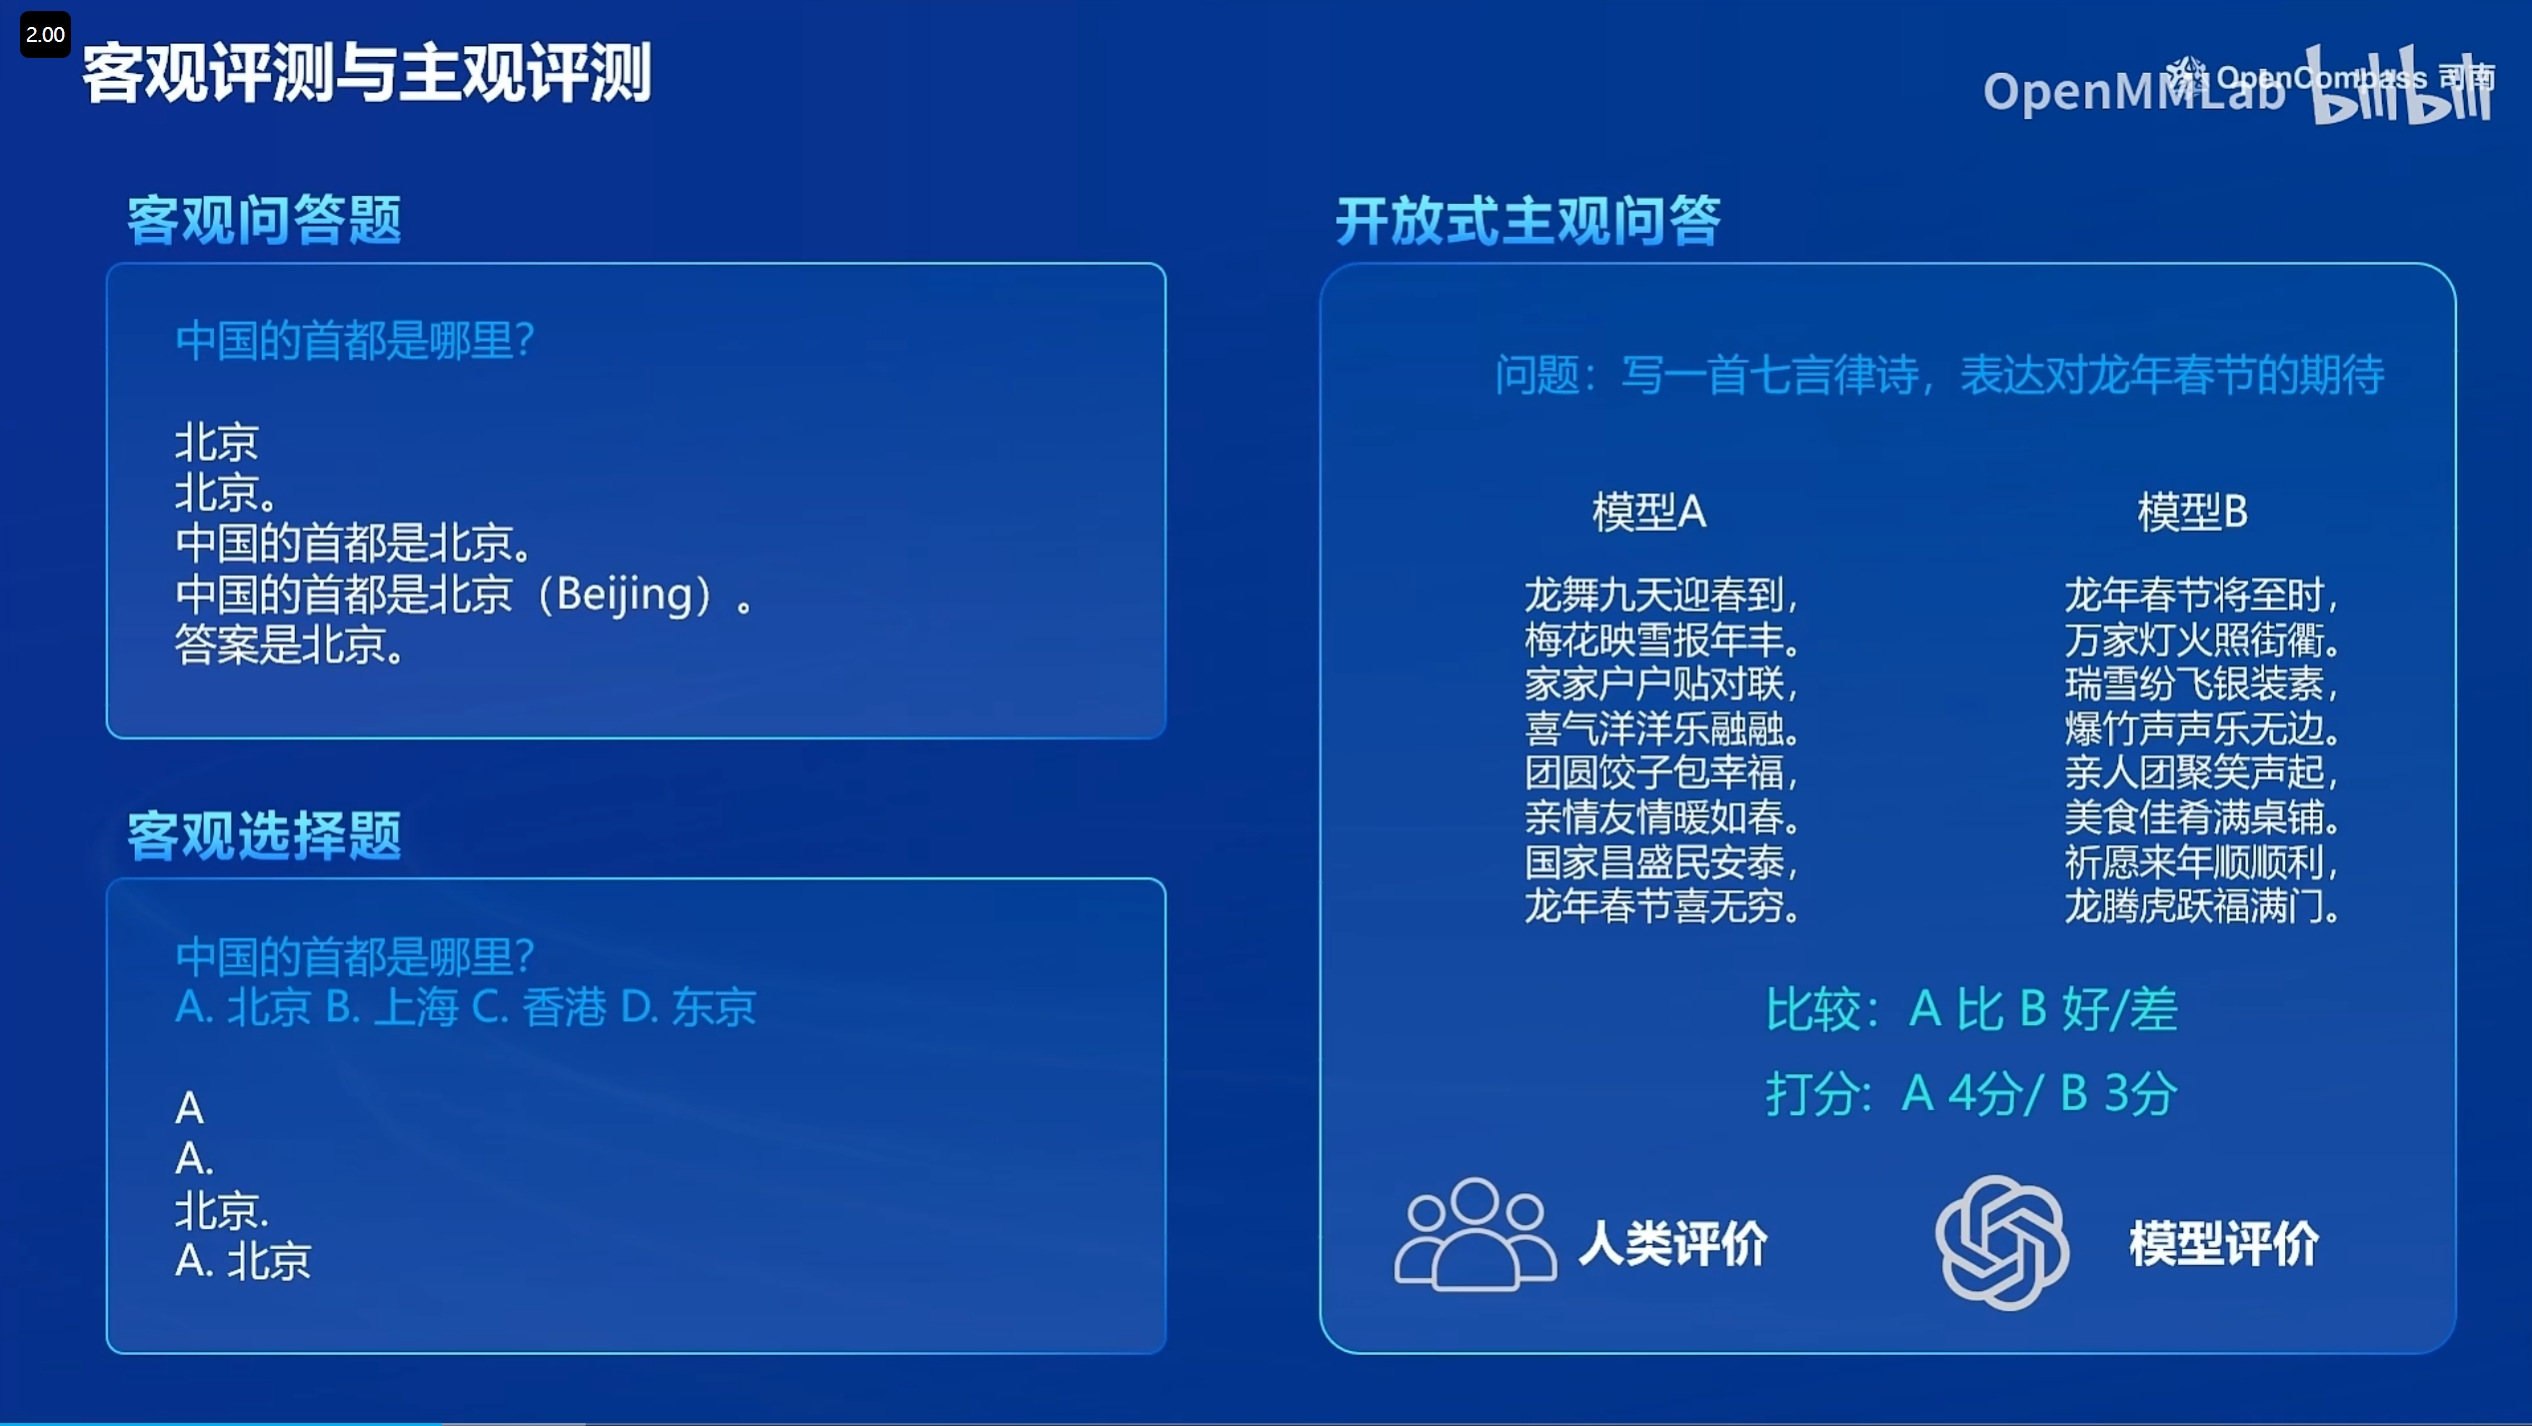 2.00
客观评测与主观评测
OpenMMLab bilibili
OpenCompass 司南
客观问答题
中国的首都是哪里?
北京
北京。
中国的首都是北京。
中国的首都是北京（Beijing）。
答案是北京。
客观选择题
中国的首都是哪里?
A. 北京 B. 上海 C. 香港 D. 东京
A
A.
北京.
A. 北京
开放式主观问答
问题：写一首七言律诗，表达对龙年春节的期待
模型A
龙舞九天迎春到，
梅花映雪报年丰。
家家户户贴对联，
喜气洋洋乐融融。
团圆饺子包幸福，
亲情友情暖如春。
国家昌盛民安泰，
龙年春节喜无穷。
模型B
龙年春节将至时，
万家灯火照街衢。
瑞雪纷飞银装素，
爆竹声声乐无边。
亲人团聚笑声起，
美食佳肴满桌铺。
祈愿来年顺顺利，
龙腾虎跃福满门。
比较：A 比 B 好/差
打分: A 4分/ B 3分
人类评价
模型评价